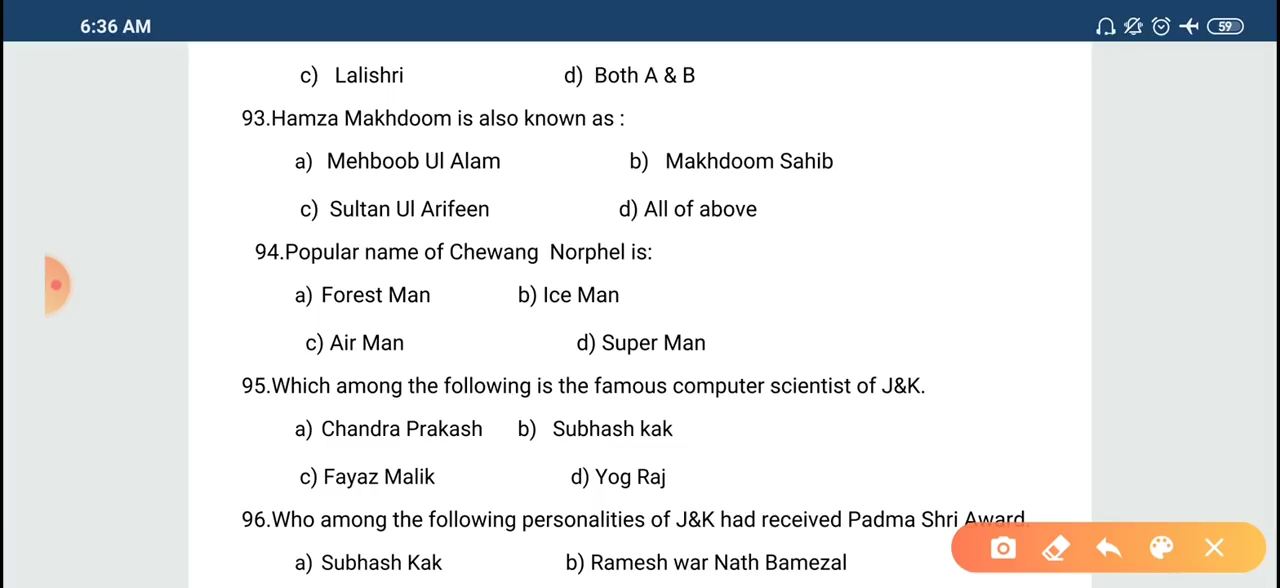 6:36 AM 59
c) Lalishri d) Both A & B
93.Hamza Makhdoom is also known as :
a) Mehboob Ul Alam b) Makhdoom Sahib
c) Sultan Ul Arifeen d) All of above
94.Popular name of Chewang Norphel is:
a) Forest Man b) Ice Man
c) Air Man d) Super Man
95.Which among the following is the famous computer scientist of J&K.
a) Chandra Prakash b) Subhash kak
c) Fayaz Malik d) Yog Raj
96.Who among the following personalities of J&K had received Padma Shri Award.
a) Subhash Kak b) Ramesh war Nath Bamezal